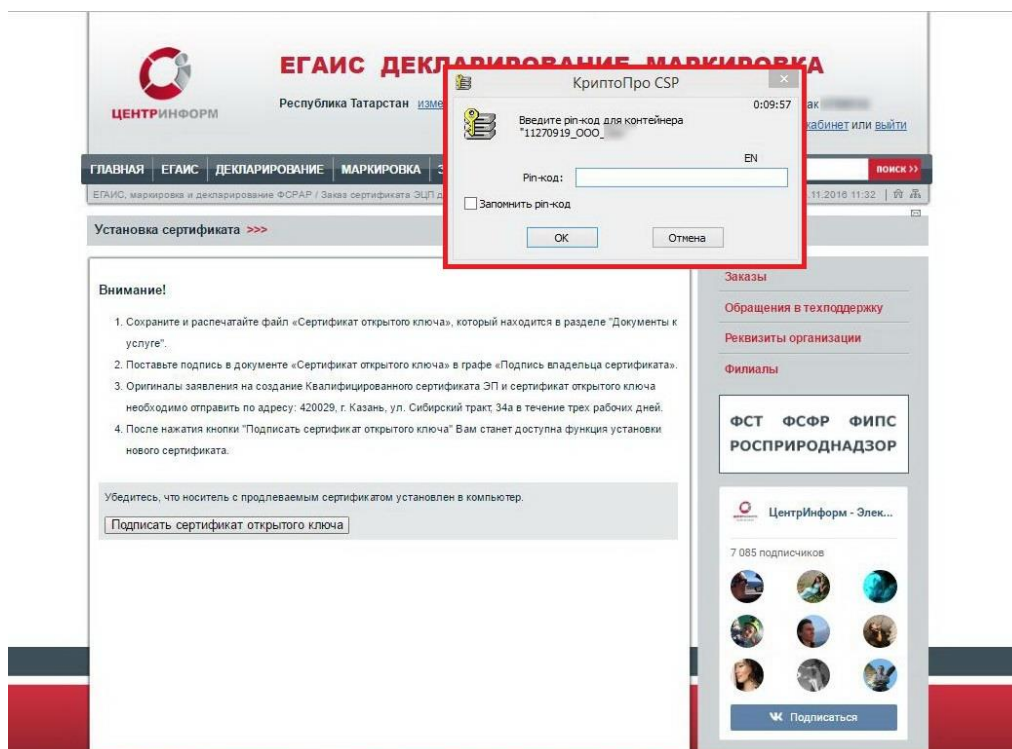 ЕГАИС ДЕКЛАРИРОВАНИЕ МАРКИРОВКА
ЦЕНТРИНФОРМ
Республика Татарстан изме
ак
кабинет или выйти
КриптоПро CSP
0:09:57
Введите pin-код для контейнера
"11270919_ООО_
EN
Pin-код:
Запомнить pin-код
ОК
Отмена
ГЛАВНАЯ ЕГАИС ДЕКЛАРИРОВАНИЕ МАРКИРОВКА
ПОИСК >>
ЕГАИС, маркировка и декларирование ФСРАР / Заказ сертификата ЭЦП д
.11.2016 11:32
Установка сертификата >>>
Внимание!
1. Сохраните и распечатайте файл «Сертификат открытого ключа», который находится в разделе "Документы к
услуге".
2. Поставьте подпись в документе «Сертификат открытого ключа» в графе «Подпись владельца сертификата».
3. Оригиналы заявления на создание Квалифицированного сертификата ЭП и сертификат открытого ключа
необходимо отправить по адресу: 420029, г. Казань, ул. Сибирский тракт, 34а в течение трех рабочих дней.
4. После нажатия кнопки "Подписать сертификат открытого ключа" Вам станет доступна функция установки
нового сертификата.
Убедитесь, что носитель с продлеваемым сертификатом установлен в компьютер.
Подписать сертификат открытого ключа
Заказы
Обращения в техподдержку
Реквизиты организации
Филиалы
ФСТ ФСФР ФИПС
РОСПРИРОДНАДЗОР
ЦентрИнформ - Элек...
7 085 подписчиков
Подписаться